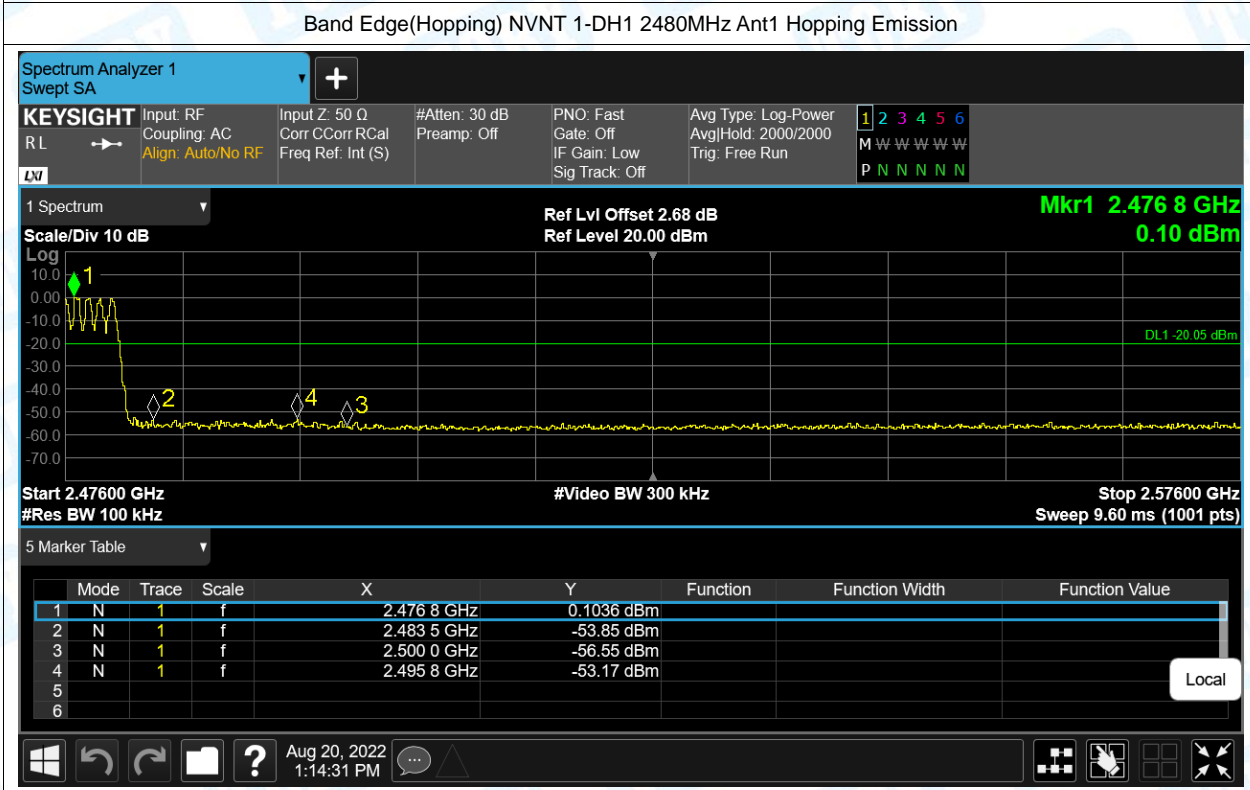 Band Edge(Hopping) NVNT 1-DH1 2480MHz Ant1 Hopping Emission
Spectrum Analyzer 1
Swept SA
+
KEYSIGHT Input: RF Input Z: 50 Ω #Atten: 30 dB PNO: Fast Avg Type: Log-Power 1 2 3 4 5 6
RL Coupling: AC Corr CCorr RCal Preamp: Off Gate: Off Avg|Hold: 2000/2000 M W W W W W
Align: Auto/No RF Freq Ref: Int (S) IF Gain: Low Trig: Free Run
LXI Sig Track: Off P N N N N N
1 Spectrum Ref Lvl Offset 2.68 dB Mkr1 2.476 8 GHz
Scale/Div 10 dB Ref Level 20.00 dBm 0.10 dBm
Log
10.0 1
0.00
-10.0
-20.0 DL1 -20.05 dBm
-30.0
-40.0
2 4 3
-50.0
-60.0
-70.0
Start 2.47600 GHz #Video BW 300 kHz Stop 2.57600 GHz
#Res BW 100 kHz Sweep 9.60 ms (1001 pts)
5 Marker Table
Mode Trace Scale X Y Function Function Width Function Value
1 N 1 f 2.476 8 GHz 0.1036 dBm
2 N 1 f 2.483 5 GHz -53.85 dBm
3 N 1 f 2.500 0 GHz -56.55 dBm
4 N 1 f 2.495 8 GHz -53.17 dBm
5
6
Local
? Aug 20, 2022
1:14:31 PM